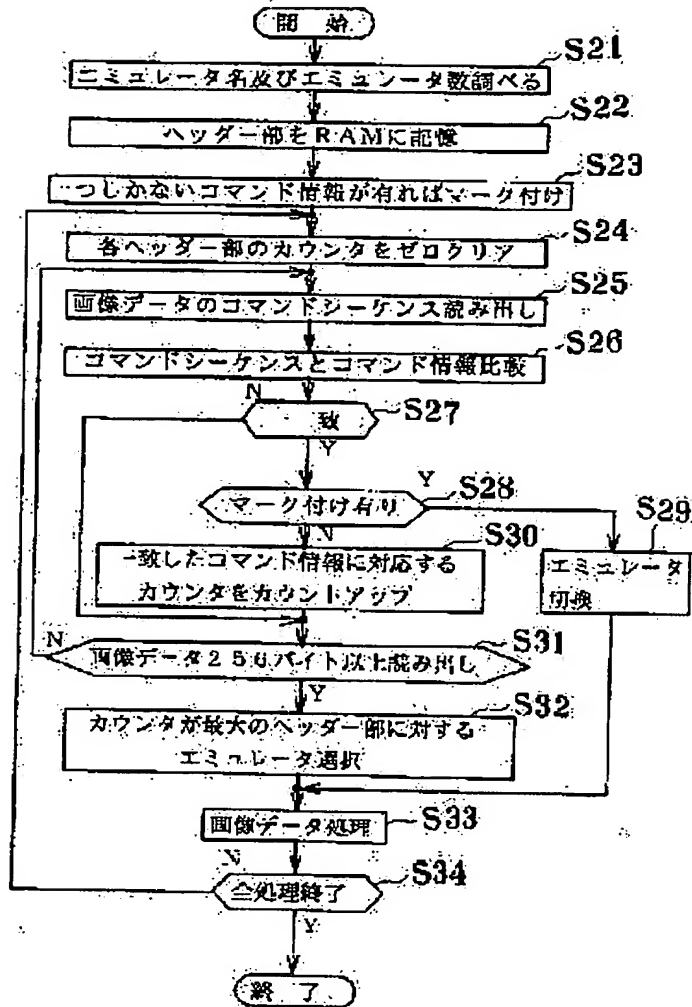 開 始
S21
エミュレータ名及びエミュレータ数調べる
S22
ヘッダー部をRAMに記憶
S23
つしかないコマンド情報が有ればマーク付け
S24
各ヘッダー部のカウンタをゼロクリア
S25
画像データのコマンドシーケンス読み出し
S26
コマンドシーケンスとコマンド情報比較
N
S27
一致
Y
Y
S28
マーク付け有り
S29
N
S30
一致したコマンド情報に対応する
カウンタをカウントアップ
エミュレータ
切換
N
S31
画像データ256バイト以上読み出し
Y
S32
カウンタが最大のヘッダー部に対する
エミュレータ選択
S33
画像データ処理
N
S34
全処理終了
Y
終 了